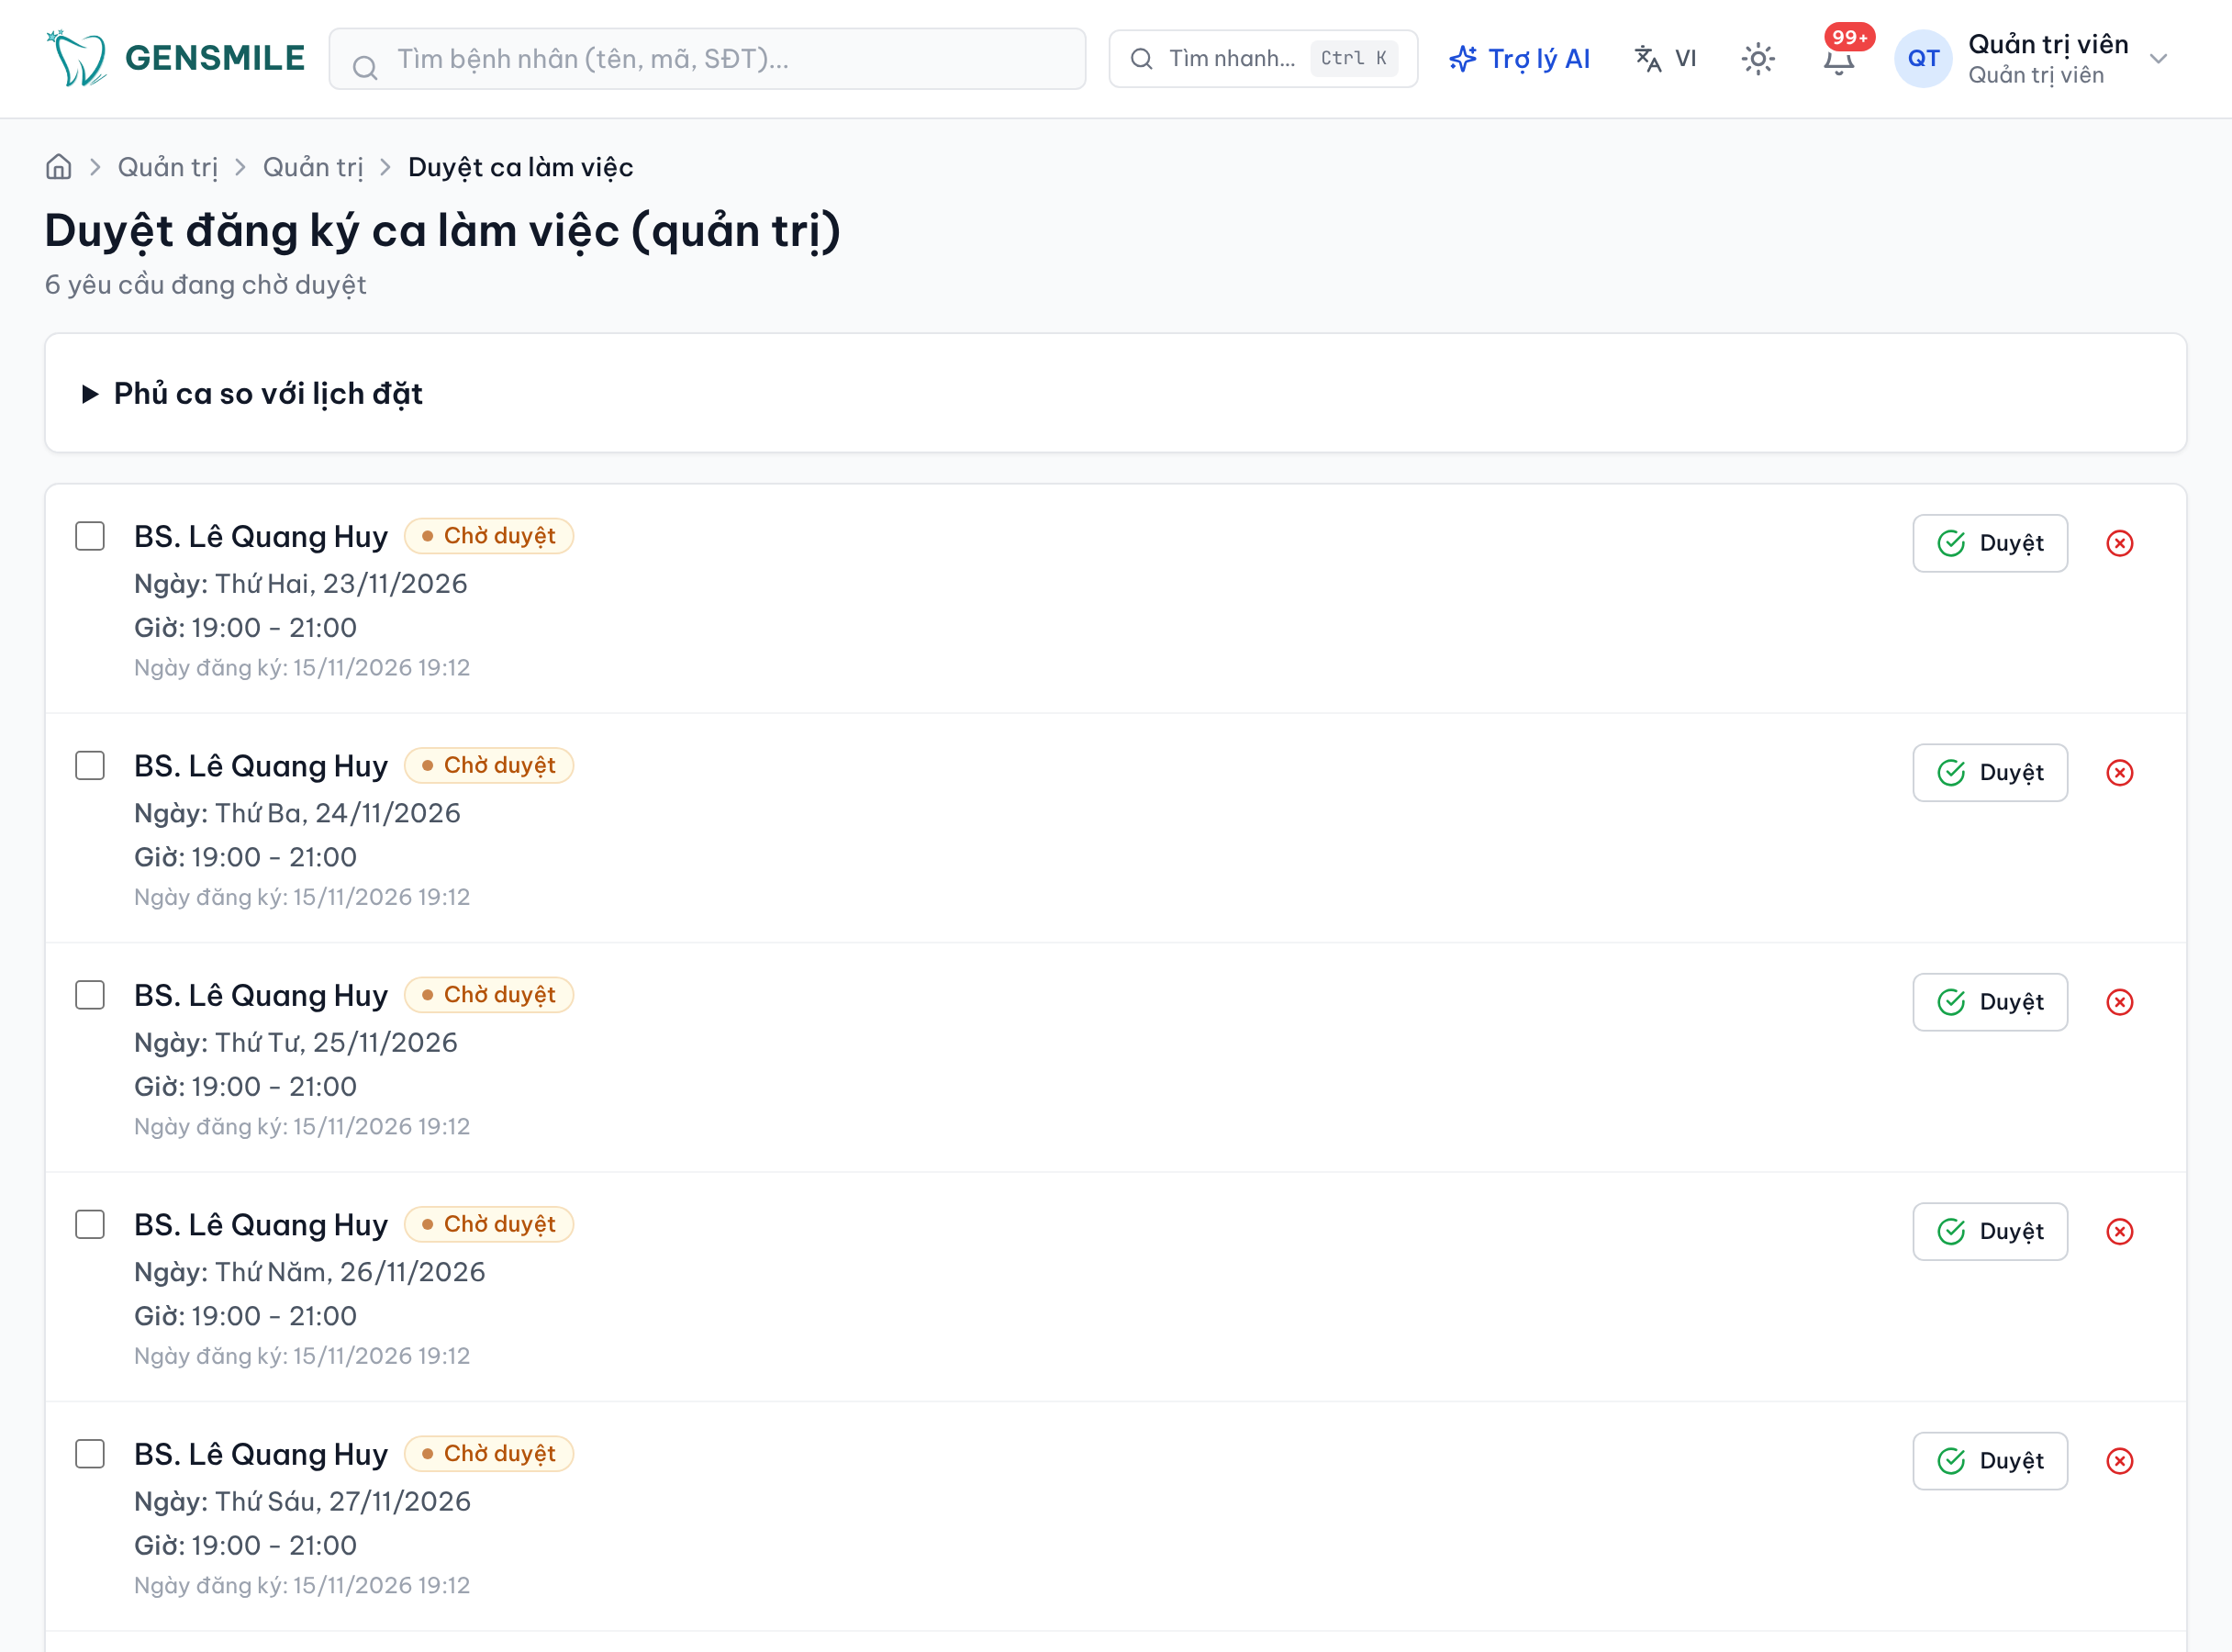 GENSMILE
Tìm bệnh nhân (tên, mã, SĐT)...
Tìm nhanh... Ctrl K
Trợ lý AI
VI
99+
QT
Quản trị viên
Quản trị viên
Quản trị > Quản trị > Duyệt ca làm việc
Duyệt đăng ký ca làm việc (quản trị)
6 yêu cầu đang chờ duyệt
Phủ ca so với lịch đặt
BS. Lê Quang Huy Chờ duyệt Duyệt
Ngày: Thứ Hai, 23/11/2026
Giờ: 19:00 - 21:00
Ngày đăng ký: 15/11/2026 19:12
BS. Lê Quang Huy Chờ duyệt Duyệt
Ngày: Thứ Ba, 24/11/2026
Giờ: 19:00 - 21:00
Ngày đăng ký: 15/11/2026 19:12
BS. Lê Quang Huy Chờ duyệt Duyệt
Ngày: Thứ Tư, 25/11/2026
Giờ: 19:00 - 21:00
Ngày đăng ký: 15/11/2026 19:12
BS. Lê Quang Huy Chờ duyệt Duyệt
Ngày: Thứ Năm, 26/11/2026
Giờ: 19:00 - 21:00
Ngày đăng ký: 15/11/2026 19:12
BS. Lê Quang Huy Chờ duyệt Duyệt
Ngày: Thứ Sáu, 27/11/2026
Giờ: 19:00 - 21:00
Ngày đăng ký: 15/11/2026 19:12